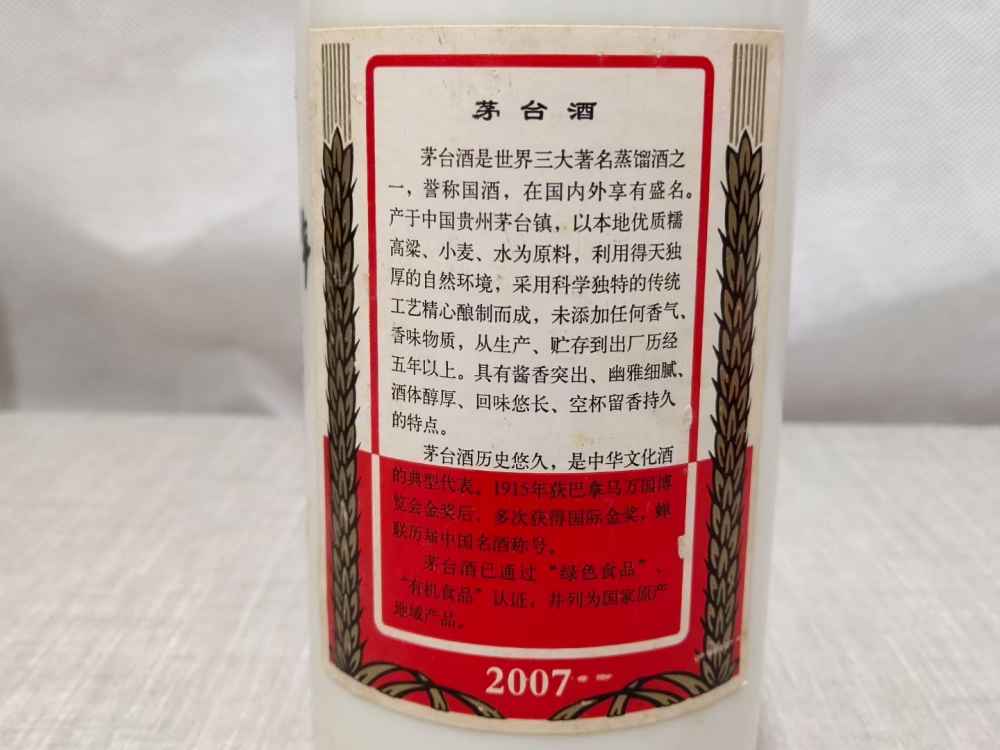 茅台酒
茅台酒是世界三大著名蒸馏酒之
一，誉称国酒，在国内外享有盛名。
产于中国贵州茅台镇，以本地优质糯
高粱、小麦、水为原料，利用得天独
厚的自然环境，采用科学独特的传统
工艺精心酿制而成，未添加任何香气、
香味物质，从生产、贮存到出厂历经
五年以上。具有酱香突出、幽雅细腻、
酒体醇厚、回味悠长、空杯留香持久
的特点。
茅台酒历史悠久，是中华文化酒
的典型代表。1915年获巴拿马万国博
览会金奖后，多次获得国际金奖，蝉
联历届中国名酒称号。
茅台酒已通过“绿色食品”、
“有机食品”认证，并列为国家原产
地域产品。
2007